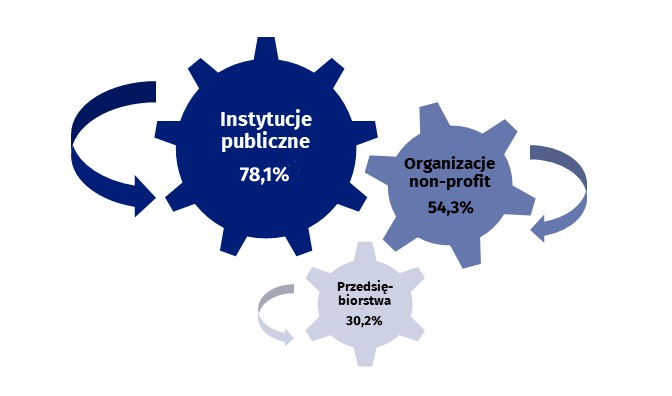 Instytucje
publiczne
78,1%
Organizacje
non-profit
54,3%
Przedsię-
biorstwa
30,2%